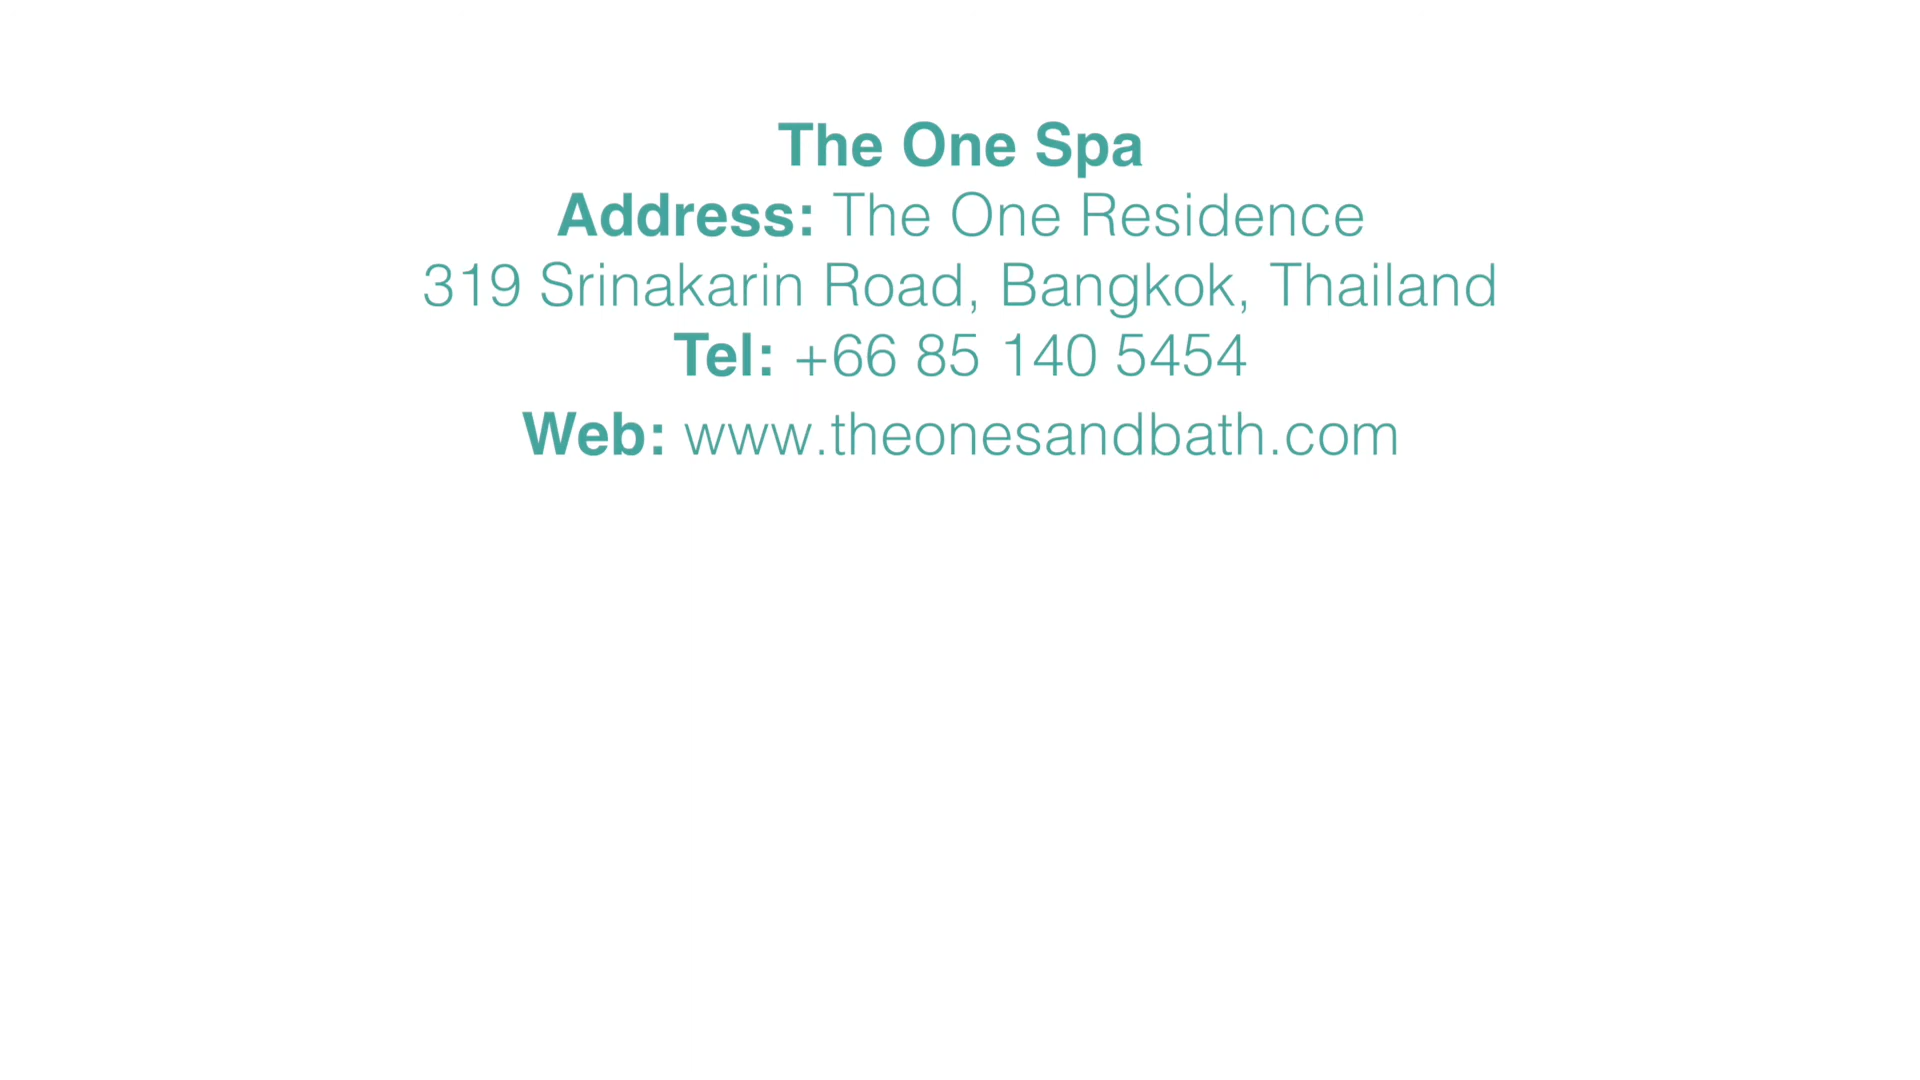 The One Spa
Address: The One Residence
319 Srinakarin Road, Bangkok, Thailand
Tel: +66 85 140 5454
Web: www.theonesandbath.com